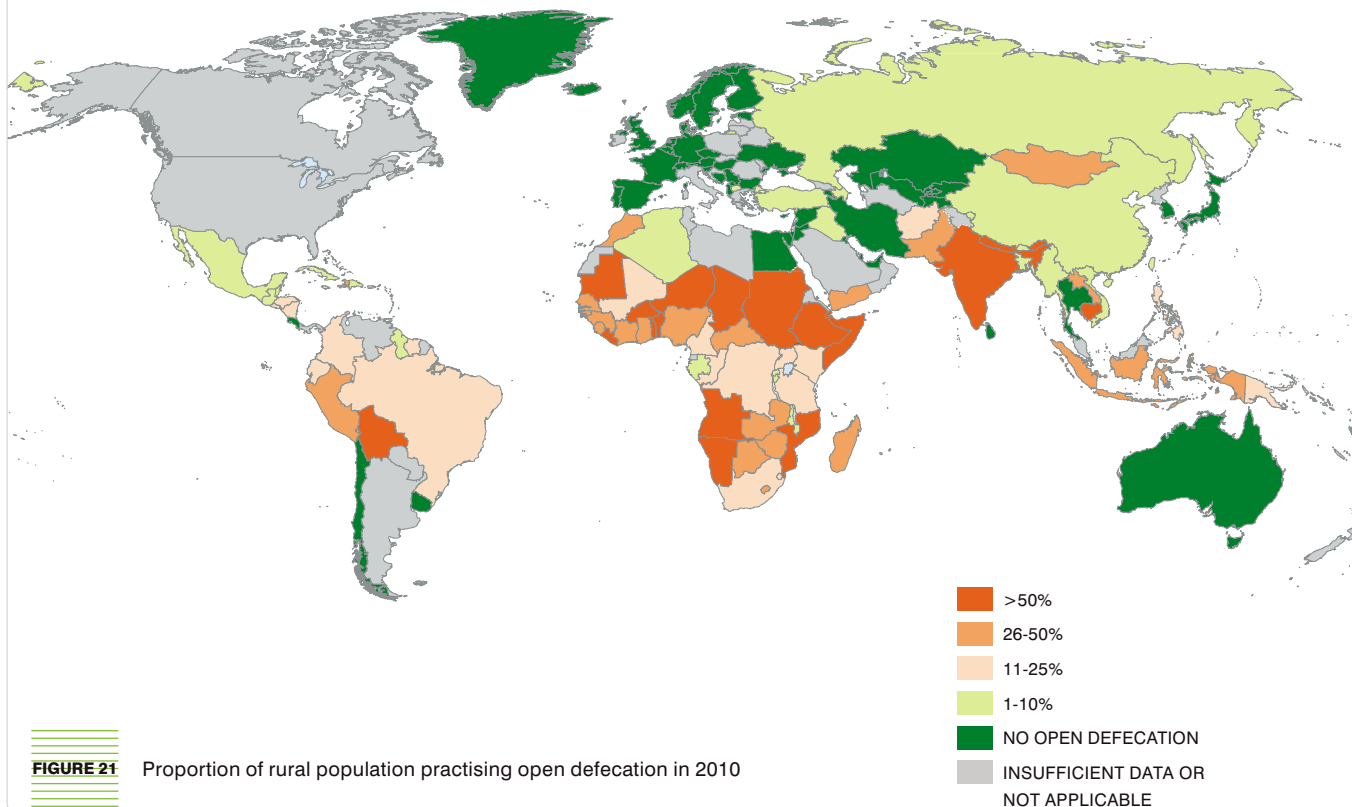 >50%
26-50%
11-25%
1-10%
NO OPEN DEFECATION
INSUFFICIENT DATA OR
NOT APPLICABLE
FIGURE 21 Proportion of rural population practising open defecation in 2010